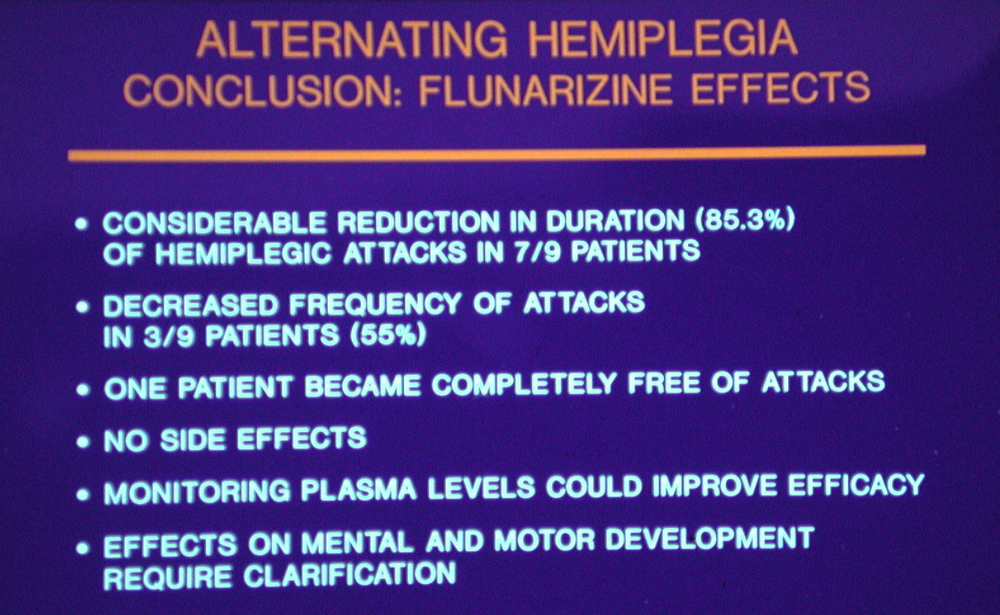 ALTERNATING HEMIPLEGIA
CONCLUSION: FLUNARIZINE EFFECTS
• CONSIDERABLE REDUCTION IN DURATION (85.3%)
OF HEMIPLEGIC ATTACKS IN 7/9 PATIENTS
• DECREASED FREQUENCY OF ATTACKS
IN 3/9 PATIENTS (55%)
• ONE PATIENT BECAME COMPLETELY FREE OF ATTACKS
• NO SIDE EFFECTS
• MONITORING PLASMA LEVELS COULD IMPROVE EFFICACY
• EFFECTS ON MENTAL AND MOTOR DEVELOPMENT
REQUIRE CLARIFICATION